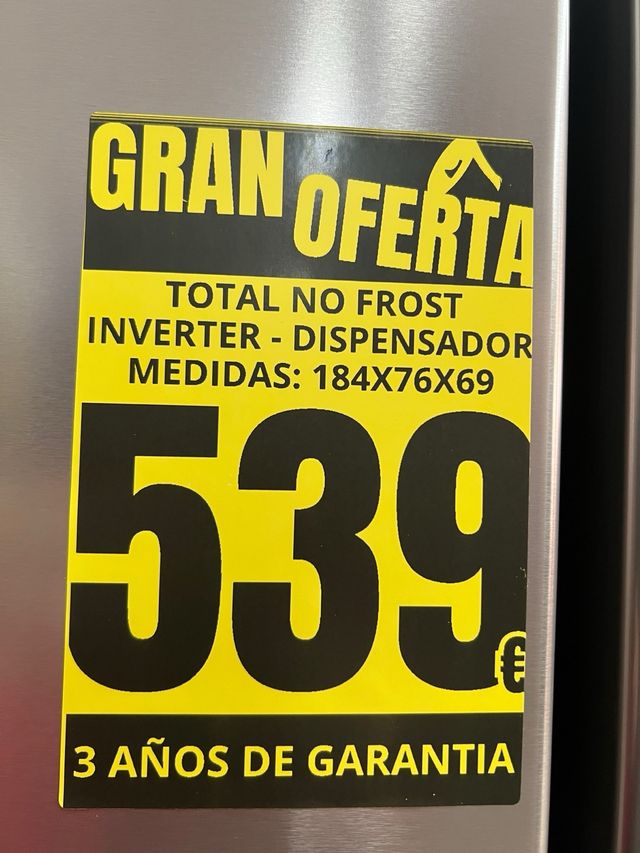 GRAN
OFERTA
TOTAL NO FROST
INVERTER - DISPENSADOR
MEDIDAS: 184X76X69
539€
3 AÑOS DE GARANTIA